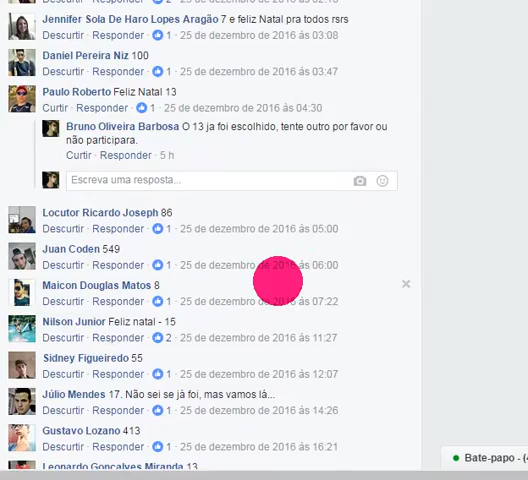 Jennifer Sola De Haro Lopes Aragão 7 e feliz Natal pra todos rsrs
Descurtir · Responder · 1 · 25 de dezembro de 2016 às 03:08
Daniel Pereira Niz 100
Descurtir · Responder · 1 · 25 de dezembro de 2016 às 03:47
Paulo Roberto Feliz Natal 13
Curtir · Responder · 1 · 25 de dezembro de 2016 às 04:30
Bruno Oliveira Barbosa O 13 ja foi escolhido, tente outro por favor ou
não participara.
Curtir · Responder · 5 h
Escreva uma resposta...
Locutor Ricardo Joseph 86
Descurtir · Responder · 1 · 25 de dezembro de 2016 às 05:00
Juan Coden 549
Descurtir · Responder · 1 · 25 de dezembro de 2016 às 06:00
Maicon Douglas Matos 8
Descurtir · Responder · 1 · 25 de dezembro de 2016 às 07:22
Nilson Junior Feliz natal - 15
Descurtir · Responder · 2 · 25 de dezembro de 2016 às 11:27
Sidney Figueiredo 55
Descurtir · Responder · 1 · 25 de dezembro de 2016 às 12:07
Júlio Mendes 17. Não sei se já foi, mas vamos lá...
Descurtir · Responder · 1 · 25 de dezembro de 2016 às 14:26
Gustavo Lozano 413
Descurtir · Responder · 2 · 25 de dezembro de 2016 às 16:21
Leonardo Gonçalves Miranda 13
Bate-papo - (4